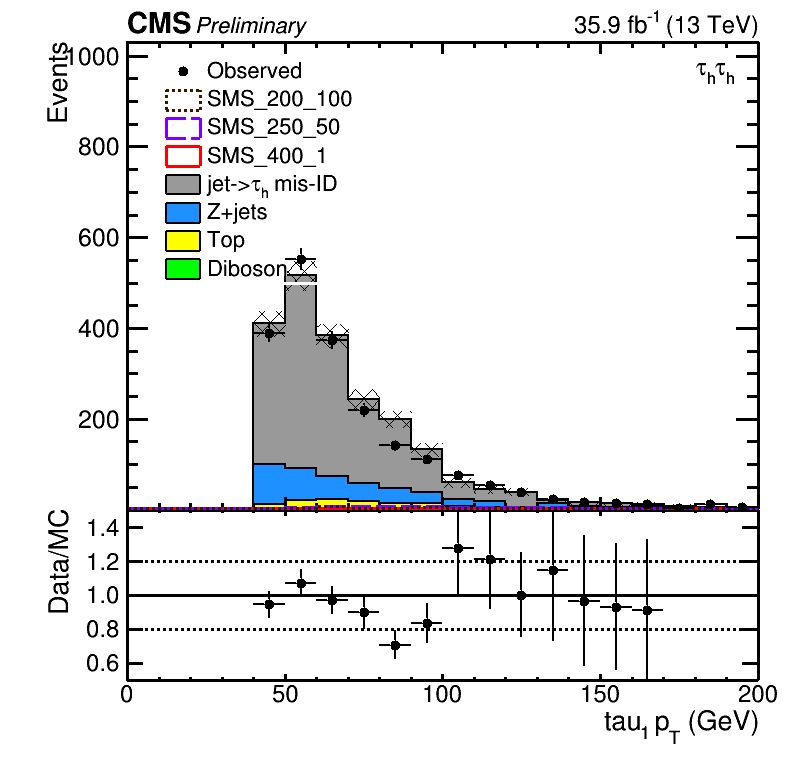 CMS Preliminary 35.9 fb⁻¹ (13 TeV)
Events
1000
800
600
400
200
τₕτₕ
Observed
SMS_200_100
SMS_250_50
SMS_400_1
jet->τₕ mis-ID
Z+jets
Top
Diboson
Data/MC
1.4
1.2
1.0
0.8
0.6
0 50 100 150 200
tau₁ p_T (GeV)